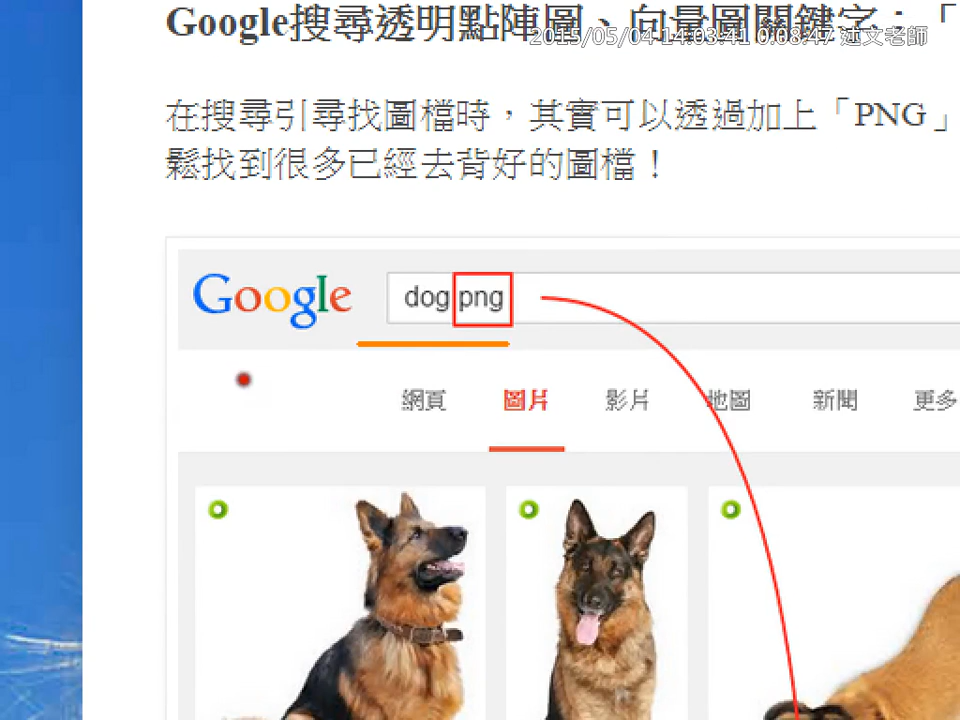 Google搜尋透明點陣圖、向量圖關鍵字：「
2015/05/04 14:03:41 0:08:47 述文老師
在搜尋引尋找圖檔時，其實可以透過加上「PNG」
鬆找到很多已經去背好的圖檔！
Google dog png
網頁 圖片 影片 地圖 新聞 更多